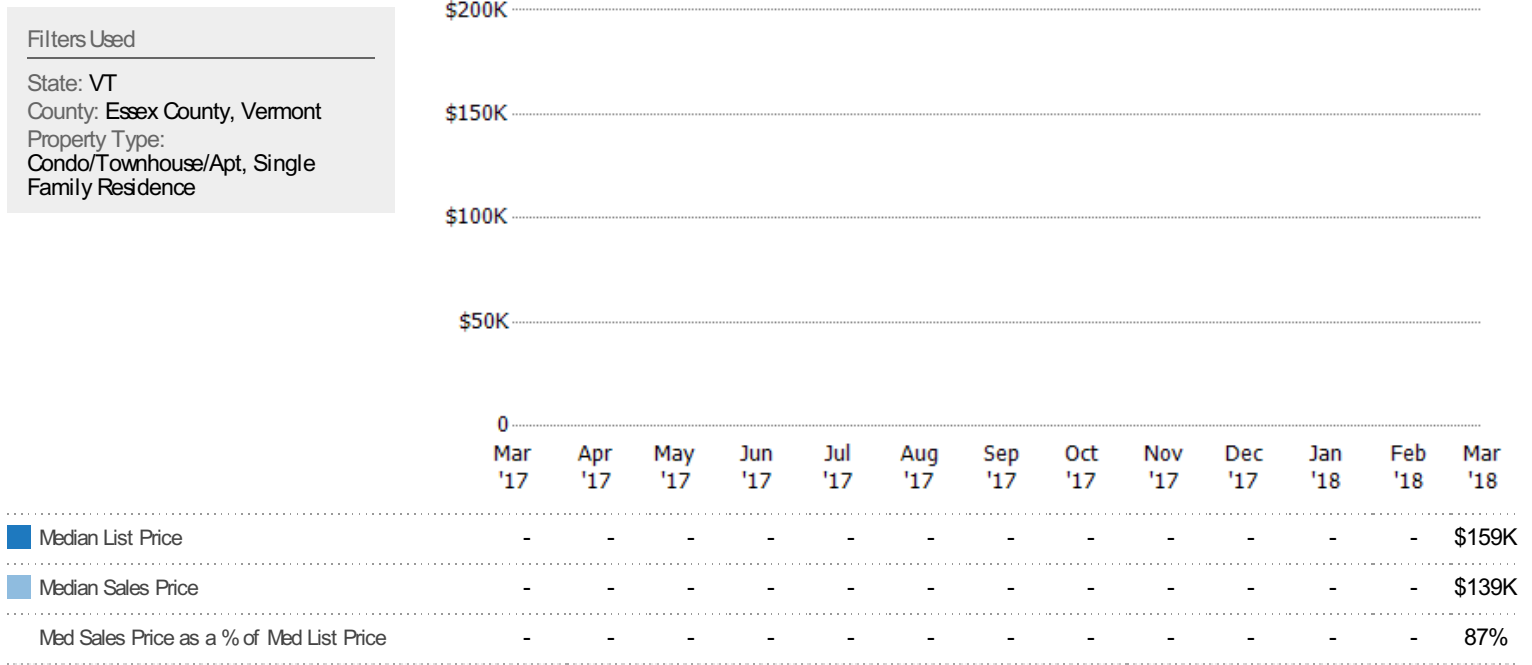 Filters Used
State: VT
County: Essex County, Vermont
Property Type:
Condo/Townhouse/Apt, Single
Family Residence
$200K
$150K
$100K
$50K
0
Mar Apr May Jun Jul Aug Sep Oct Nov Dec Jan Feb Mar
'17 '17 '17 '17 '17 '17 '17 '17 '17 '17 '18 '18 '18
Median List Price - - - - - - - - - - - - $159K
Median Sales Price - - - - - - - - - - - - $139K
Med Sales Price as a % of Med List Price - - - - - - - - - - - - 87%